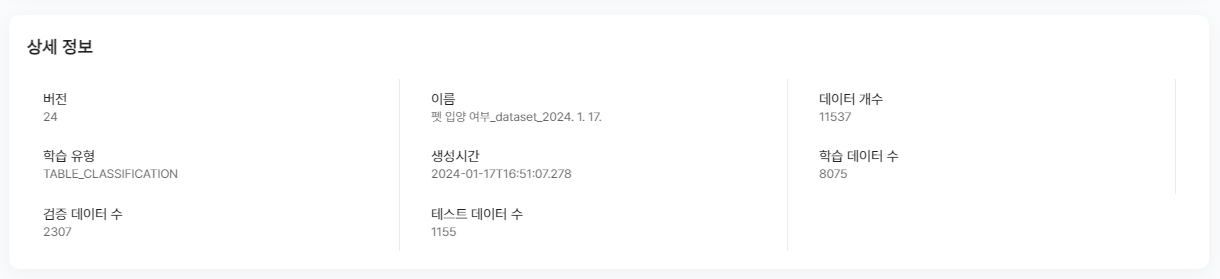 상세 정보
버전
24
이름
펫 입양 여부_dataset_2024. 1. 17.
데이터 개수
11537
학습 유형
TABLE_CLASSIFICATION
생성시간
2024-01-17T16:51:07.278
학습 데이터 수
8075
검증 데이터 수
2307
테스트 데이터 수
1155